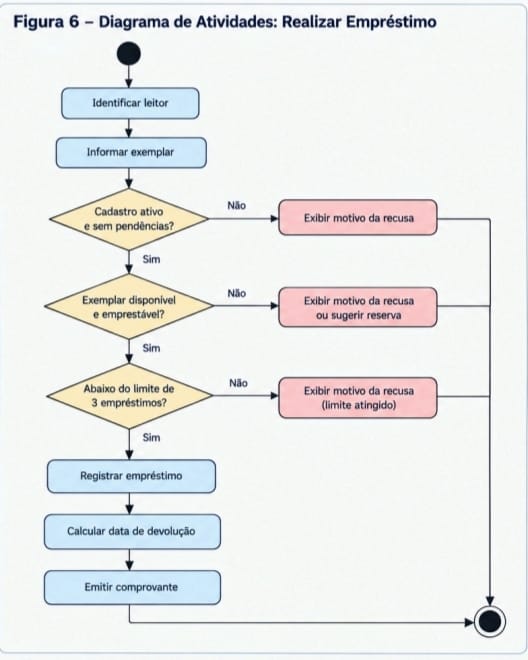 Figura 6 – Diagrama de Atividades: Realizar Empréstimo
Identificar leitor
Informar exemplar
Cadastro ativo
e sem pendências?
Não
Exibir motivo da recusa
Sim
Exemplar disponível
e emprestável?
Não
Exibir motivo da recusa
ou sugerir reserva
Sim
Abaixo do limite de
3 empréstimos?
Não
Exibir motivo da recusa
(limite atingido)
Sim
Registrar empréstimo
Calcular data de devolução
Emitir comprovante